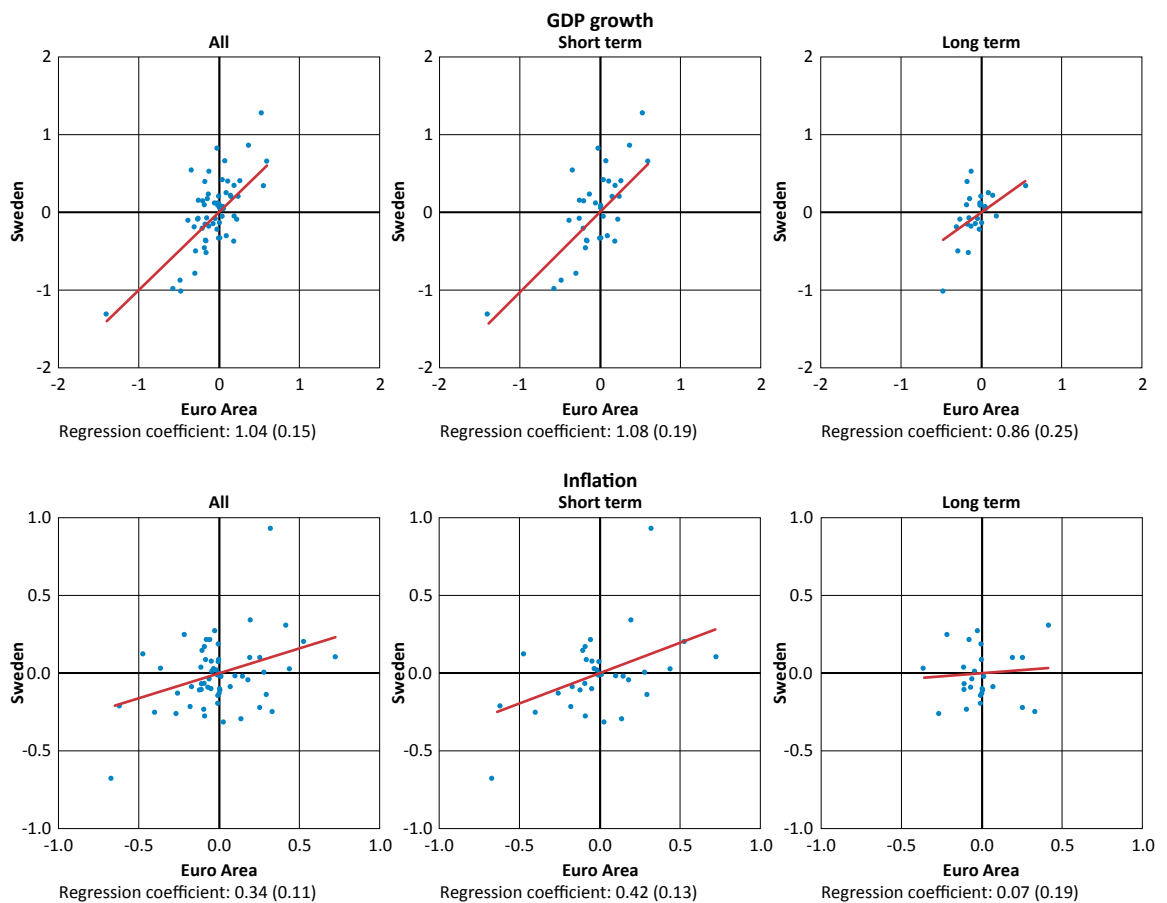 GDP growth
All
Short term
Long term
2
1
0
-1
-2
Sweden
-2
-1
0
1
2
Euro Area
Regression coefficient: 1.04 (0.15)
2
1
0
-1
-2
Sweden
-2
-1
0
1
2
Euro Area
Regression coefficient: 1.08 (0.19)
2
1
0
-1
-2
Sweden
-2
-1
0
1
2
Euro Area
Regression coefficient: 0.86 (0.25)
Inflation
All
Short term
Long term
1.0
0.5
0.0
-0.5
-1.0
Sweden
-1.0
-0.5
0.0
0.5
1.0
Euro Area
Regression coefficient: 0.34 (0.11)
1.0
0.5
0.0
-0.5
-1.0
Sweden
-1.0
-0.5
0.0
0.5
1.0
Euro Area
Regression coefficient: 0.42 (0.13)
1.0
0.5
0.0
-0.5
-1.0
Sweden
-1.0
-0.5
0.0
0.5
1.0
Euro Area
Regression coefficient: 0.07 (0.19)